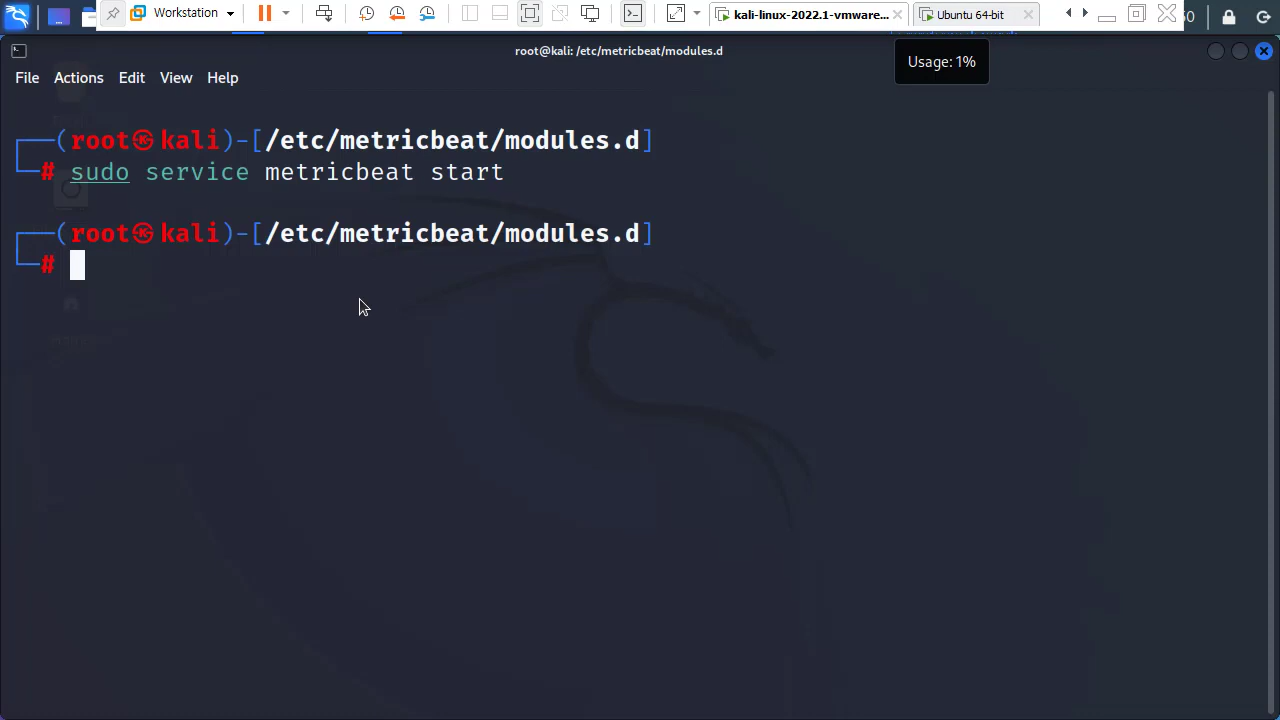 Workstation
kali-linux-2022.1-vmware...
Ubuntu 64-bit
root@kali: /etc/metricbeat/modules.d
Usage: 1%
File Actions Edit View Help
┌──(root㉿kali)-[/etc/metricbeat/modules.d]
└─# sudo service metricbeat start
┌──(root㉿kali)-[/etc/metricbeat/modules.d]
└─#